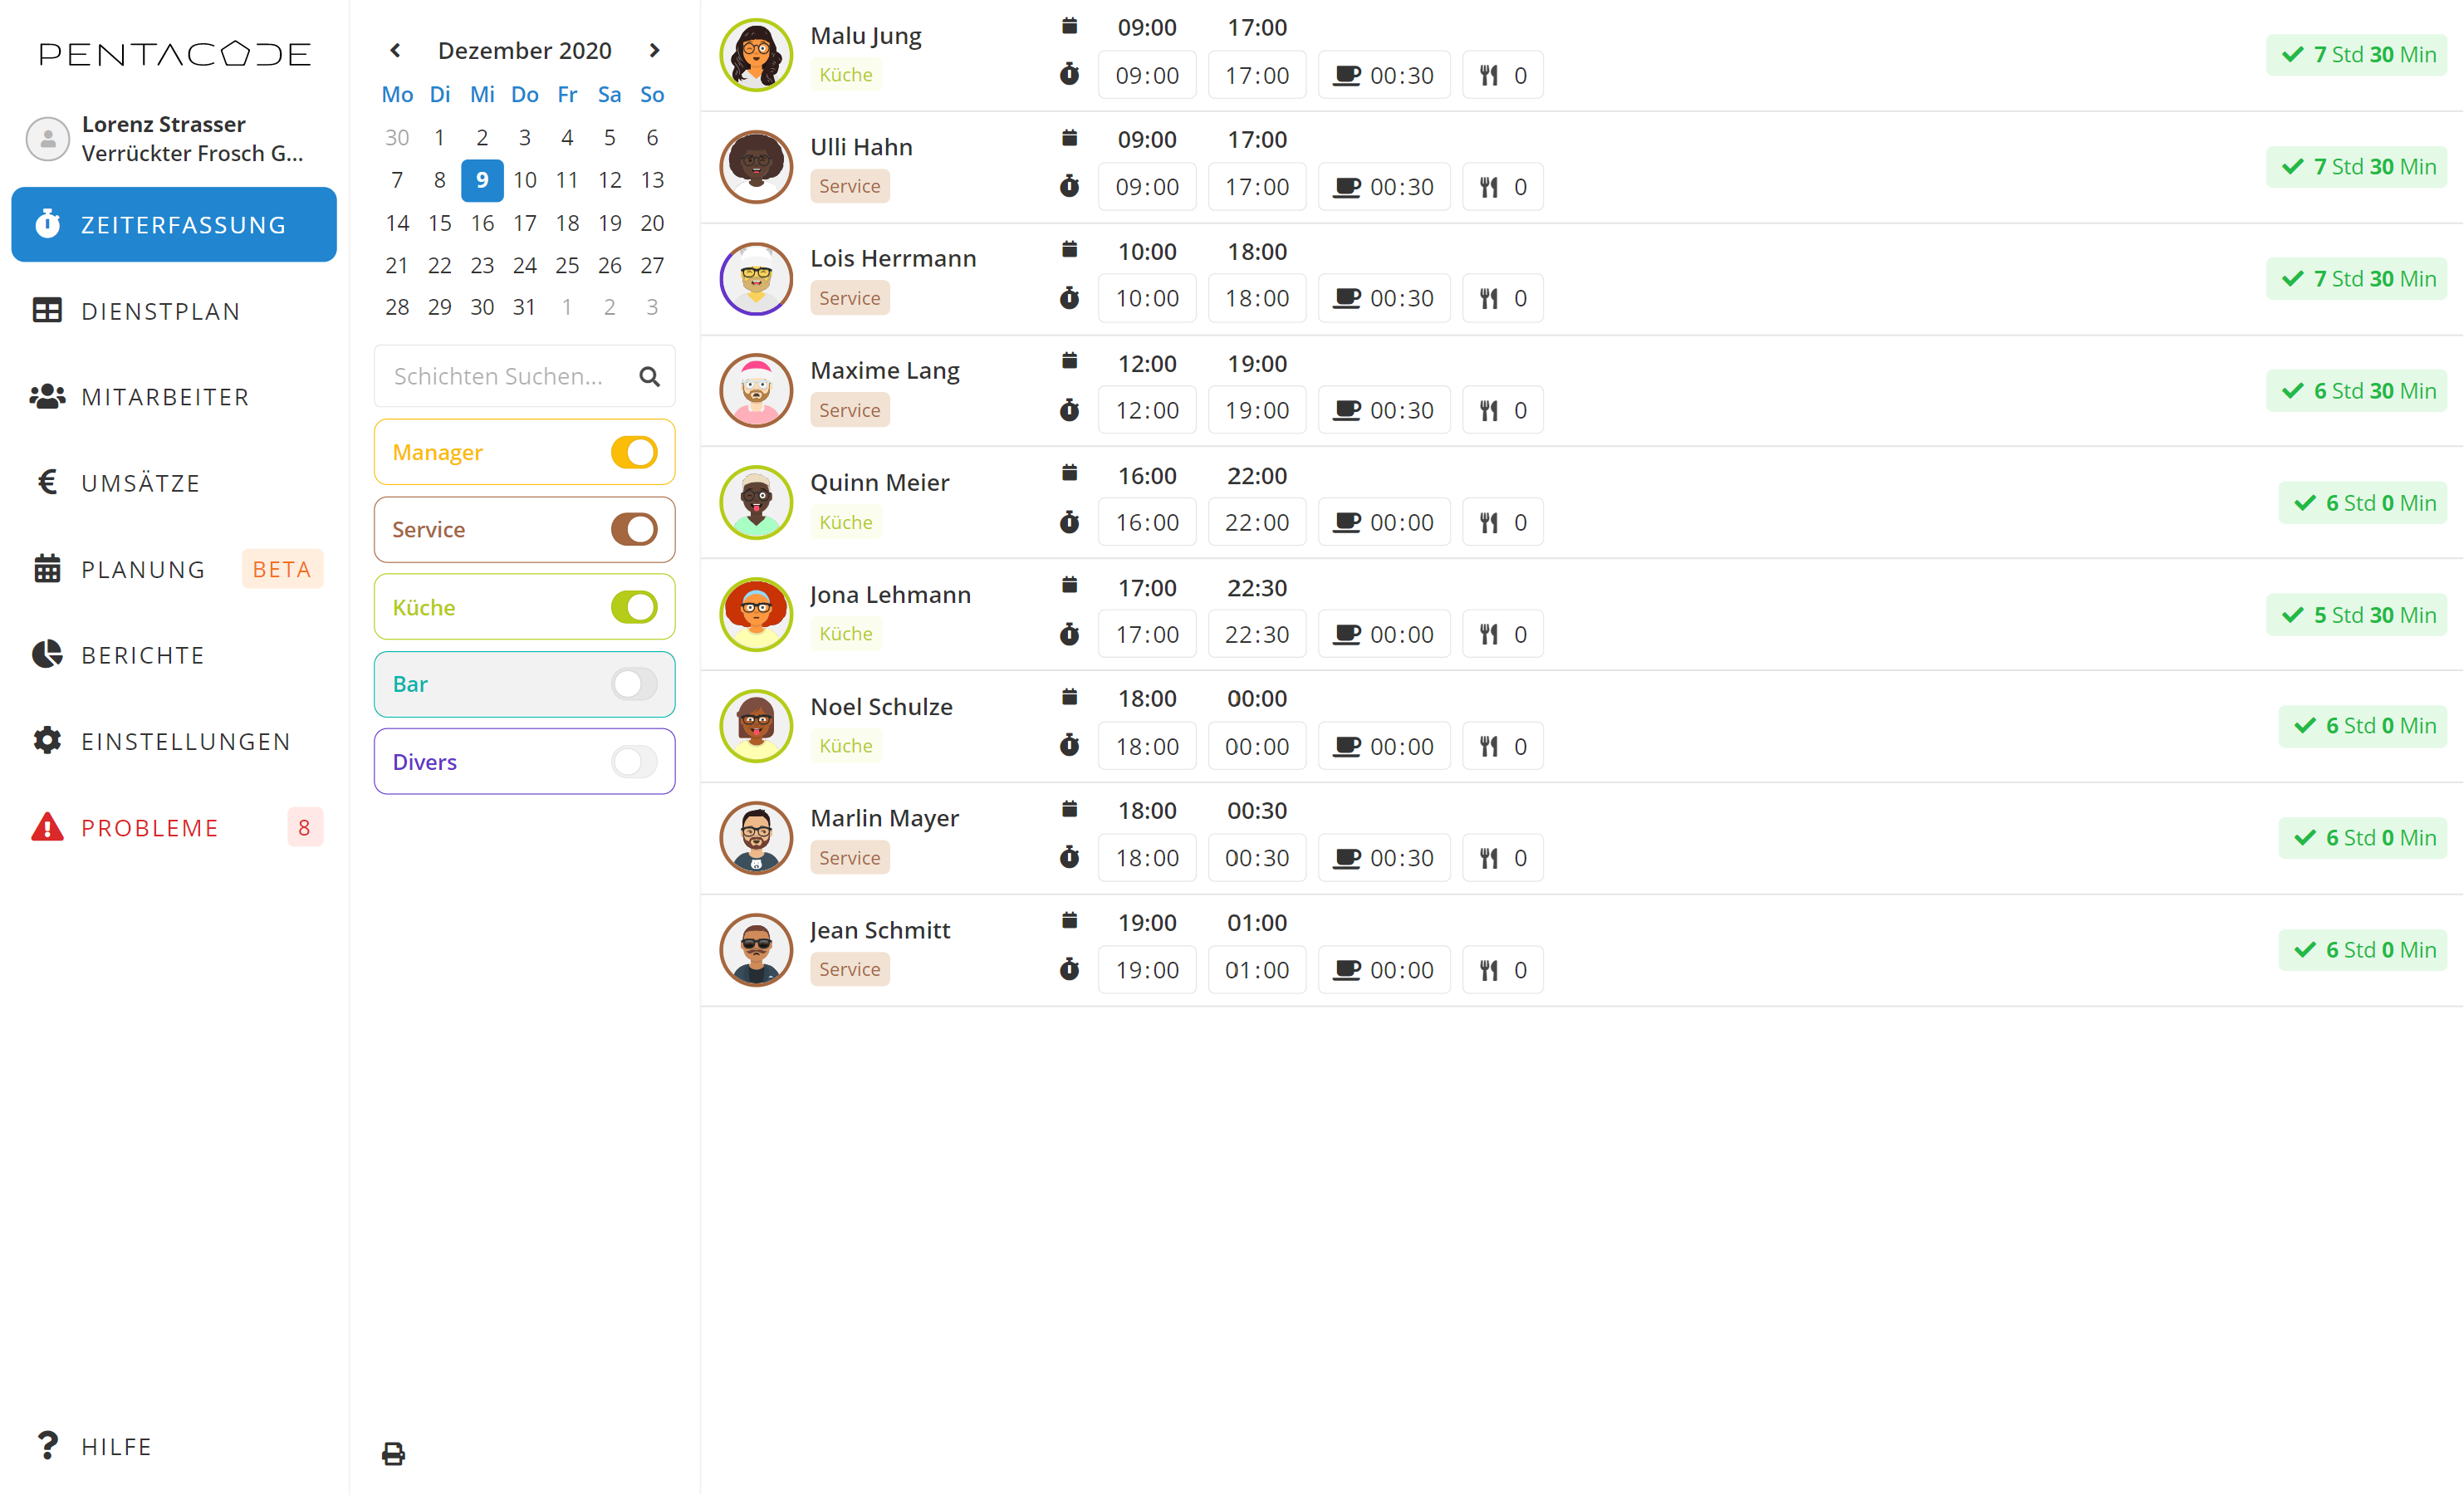 PENTACODE
Lorenz Strasser
Verrückter Frosch G...
ZEITERFASSUNG
DIENSTPLAN
MITARBEITER
UMSÄTZE
PLANUNG BETA
BERICHTE
EINSTELLUNGEN
PROBLEME 8
HILFE
Dezember 2020
Mo Di Mi Do Fr Sa So
30 1 2 3 4 5 6
7 8 9 10 11 12 13
14 15 16 17 18 19 20
21 22 23 24 25 26 27
28 29 30 31 1 2 3
Schichten Suchen...
Manager
Service
Küche
Bar
Divers
Malu Jung
Küche
09:00 17:00
09:00 17:00 00:30 0
7 Std 30 Min
Ulli Hahn
Service
09:00 17:00
09:00 17:00 00:30 0
7 Std 30 Min
Lois Herrmann
Service
10:00 18:00
10:00 18:00 00:30 0
7 Std 30 Min
Maxime Lang
Service
12:00 19:00
12:00 19:00 00:30 0
6 Std 30 Min
Quinn Meier
Küche
16:00 22:00
16:00 22:00 00:00 0
6 Std 0 Min
Jona Lehmann
Küche
17:00 22:30
17:00 22:30 00:00 0
5 Std 30 Min
Noel Schulze
Küche
18:00 00:00
18:00 00:00 00:00 0
6 Std 0 Min
Marlin Mayer
Service
18:00 00:30
18:00 00:30 00:30 0
6 Std 0 Min
Jean Schmitt
Service
19:00 01:00
19:00 01:00 00:00 0
6 Std 0 Min